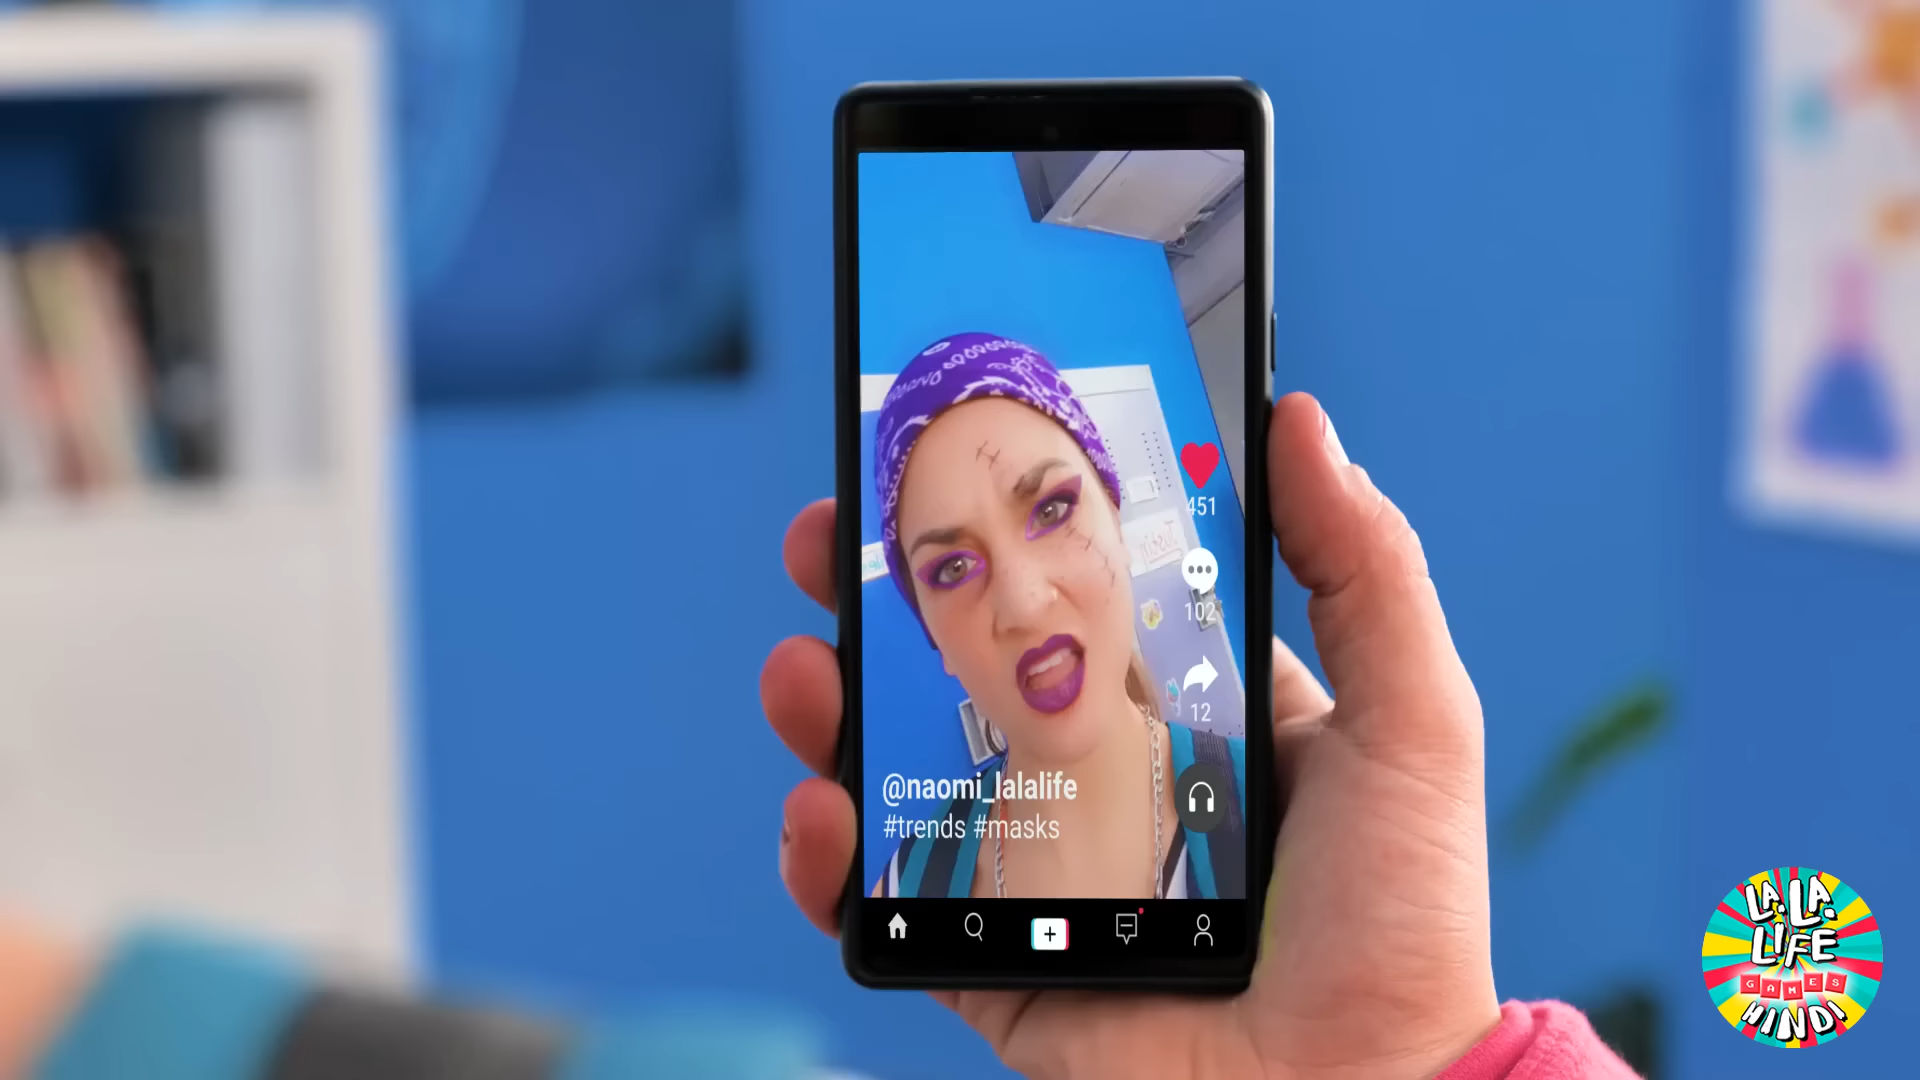 451
102
12
@naomi_lalalife
#trends #masks
LA.LA.
LIFE
GAMES
HINDI